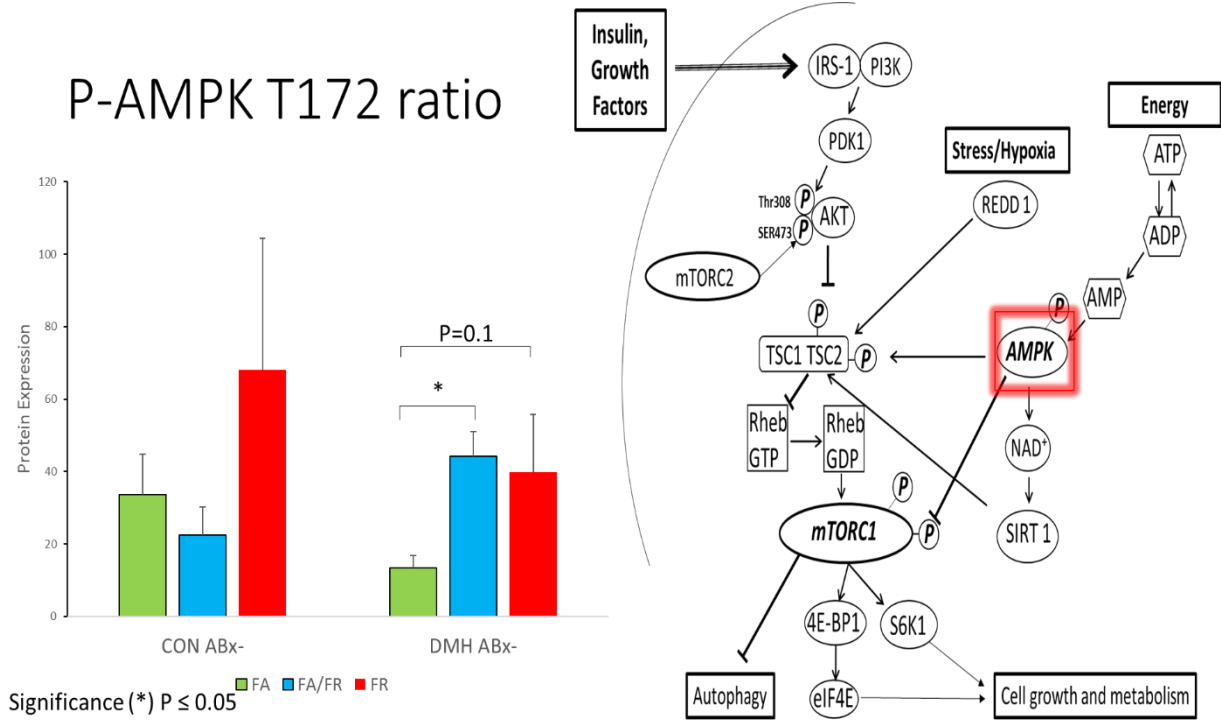 P-AMPK T172 ratio
120
100
80
60
40
20
0
Protein Expression
P=0.1
*
CON ABx-
DMH ABx-
FA
FA/FR
FR
Significance (*) P ≤ 0.05
Insulin,
Growth
Factors
IRS-1
PI3K
PDK1
Thr308
P
SER473
P
AKT
mTORC2
Stress/Hypoxia
REDD 1
Energy
ATP
ADP
AMP
P
AMPK
P
TSC1 TSC2
P
Rheb
GTP
Rheb
GDP
NAD+
SIRT 1
P
mTORC1
P
4E-BP1
S6K1
Autophagy
eIF4E
Cell growth and metabolism